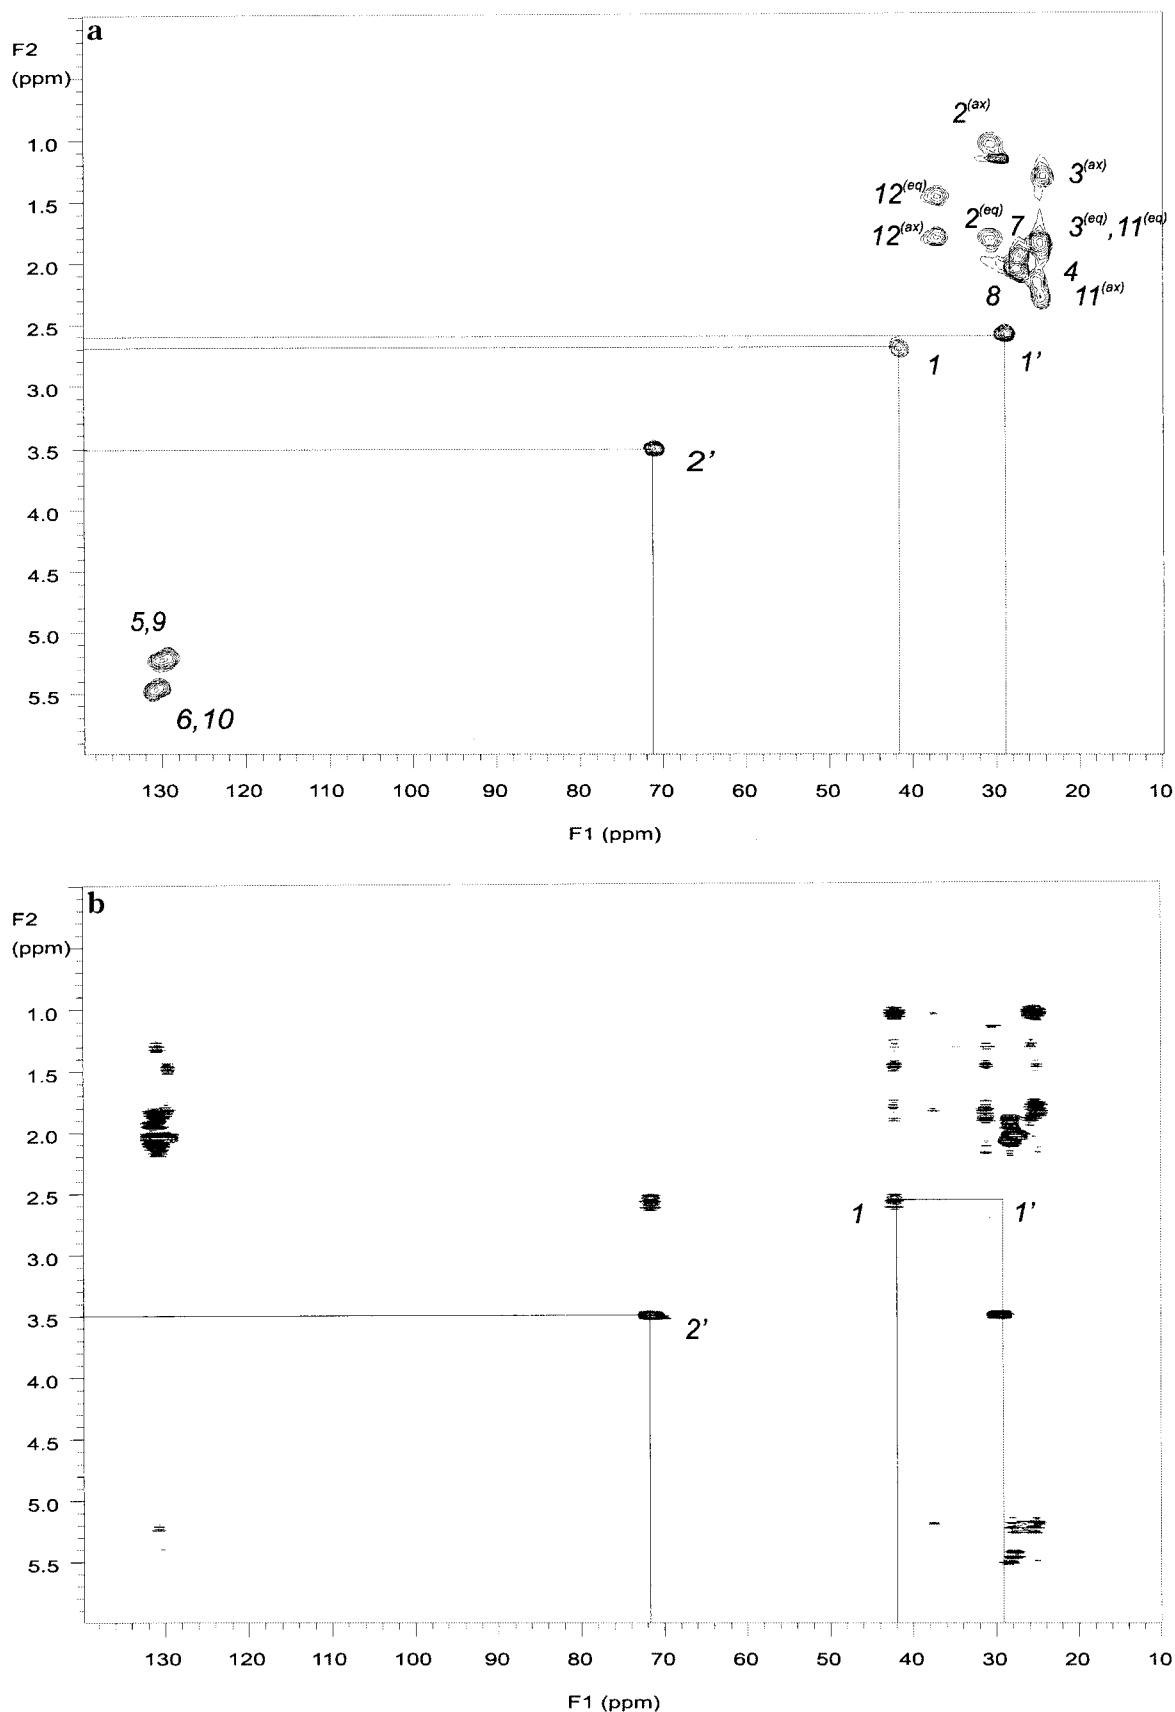 a
F2
(ppm)
2(ax)
1.0
3(ax)
12(eq)
1.5
2(eq)
7
3(eq),11(eq)
12(ax)
2.0
4
8
11(ax)
2.5
1
1’
3.0
3.5
2’
4.0
4.5
5.0
5,9
5.5
6,10
130 120 110 100 90 80 70 60 50 40 30 20 10
F1 (ppm)
b
F2
(ppm)
1.0
1.5
2.0
2.5
1
1’
3.0
3.5
2’
4.0
4.5
5.0
5.5
130 120 110 100 90 80 70 60 50 40 30 20 10
F1 (ppm)